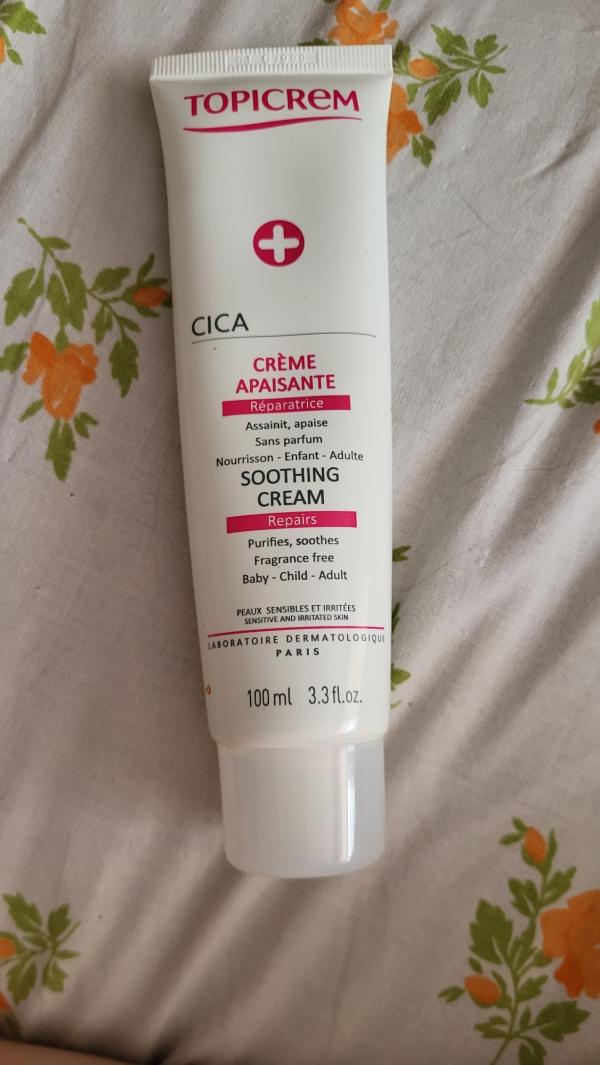 TOPICREM
CICA
CRÈME
APAISANTE
Réparatrice
Assainit, apaise
Sans parfum
Nourrisson - Enfant - Adulte
SOOTHING
CREAM
Repairs
Purifies, soothes
Fragrance free
Baby - Child - Adult
PEAUX SENSIBLES ET IRRITÉES
SENSITIVE AND IRRITATED SKIN
LABORATOIRE DERMATOLOGIQUE
PARIS
100 ml 3.3 fl.oz.